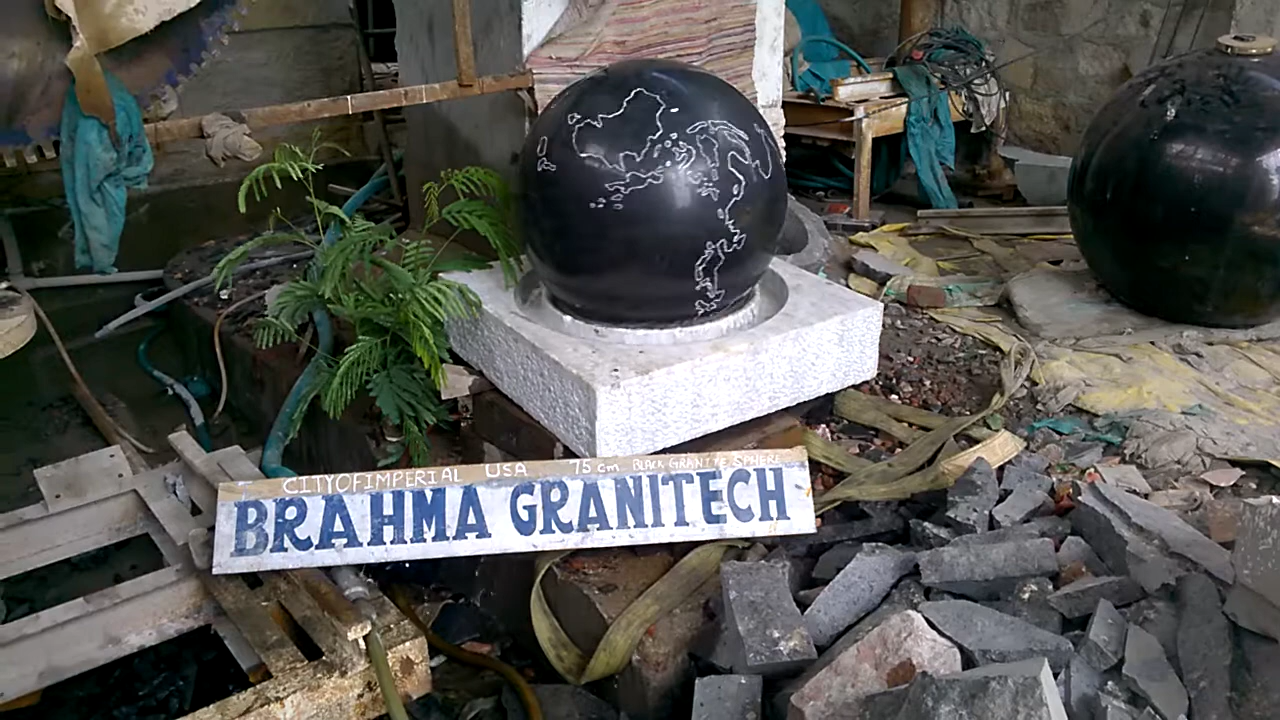 CITYOFIMPERIAL USA 75 cm BLACK GRANITE SPHERE
BRAHMA GRANITECH